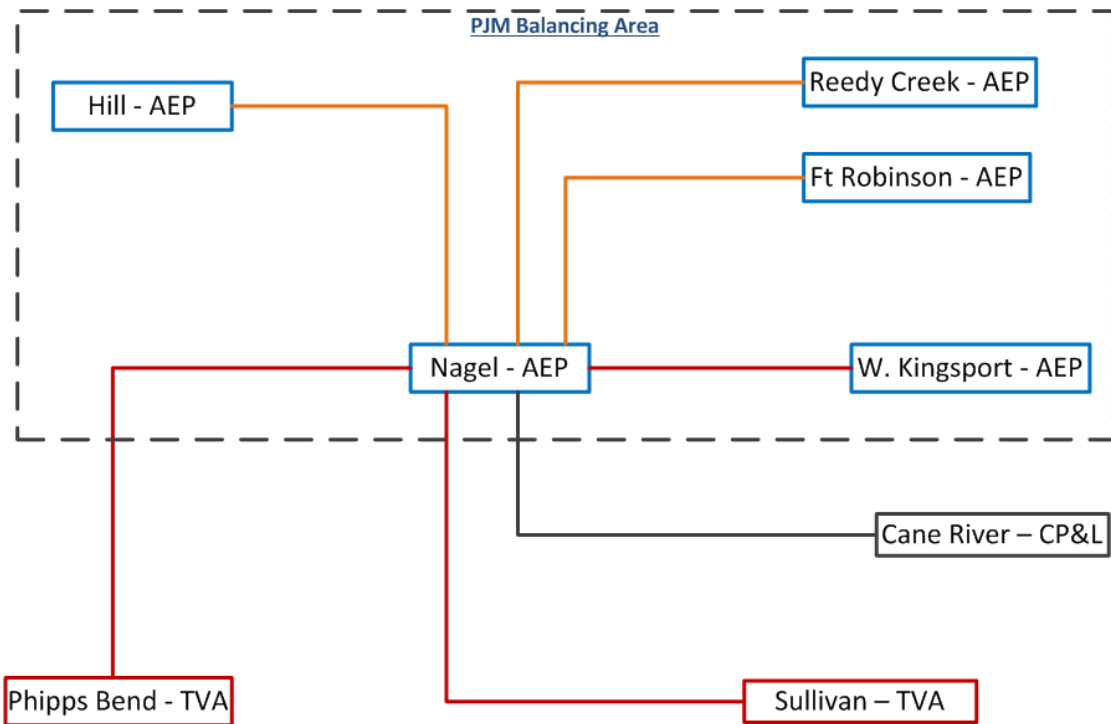 PJM Balancing Area
Hill - AEP
Reedy Creek - AEP
Ft Robinson - AEP
Nagel - AEP
W. Kingsport - AEP
Cane River – CP&L
Phipps Bend - TVA
Sullivan – TVA